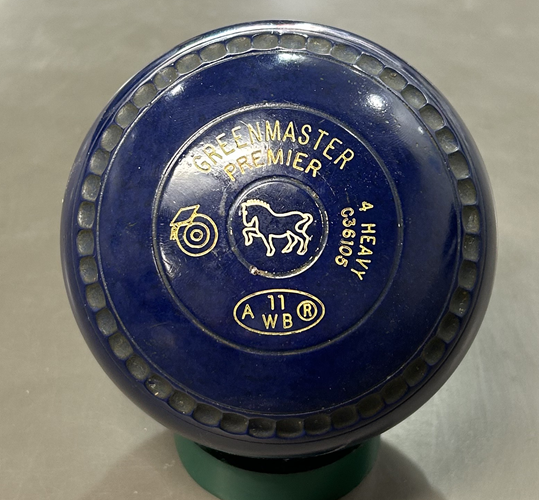 GREENMASTER
PREMIER
4 HEAVY
C36105
11
A WB R